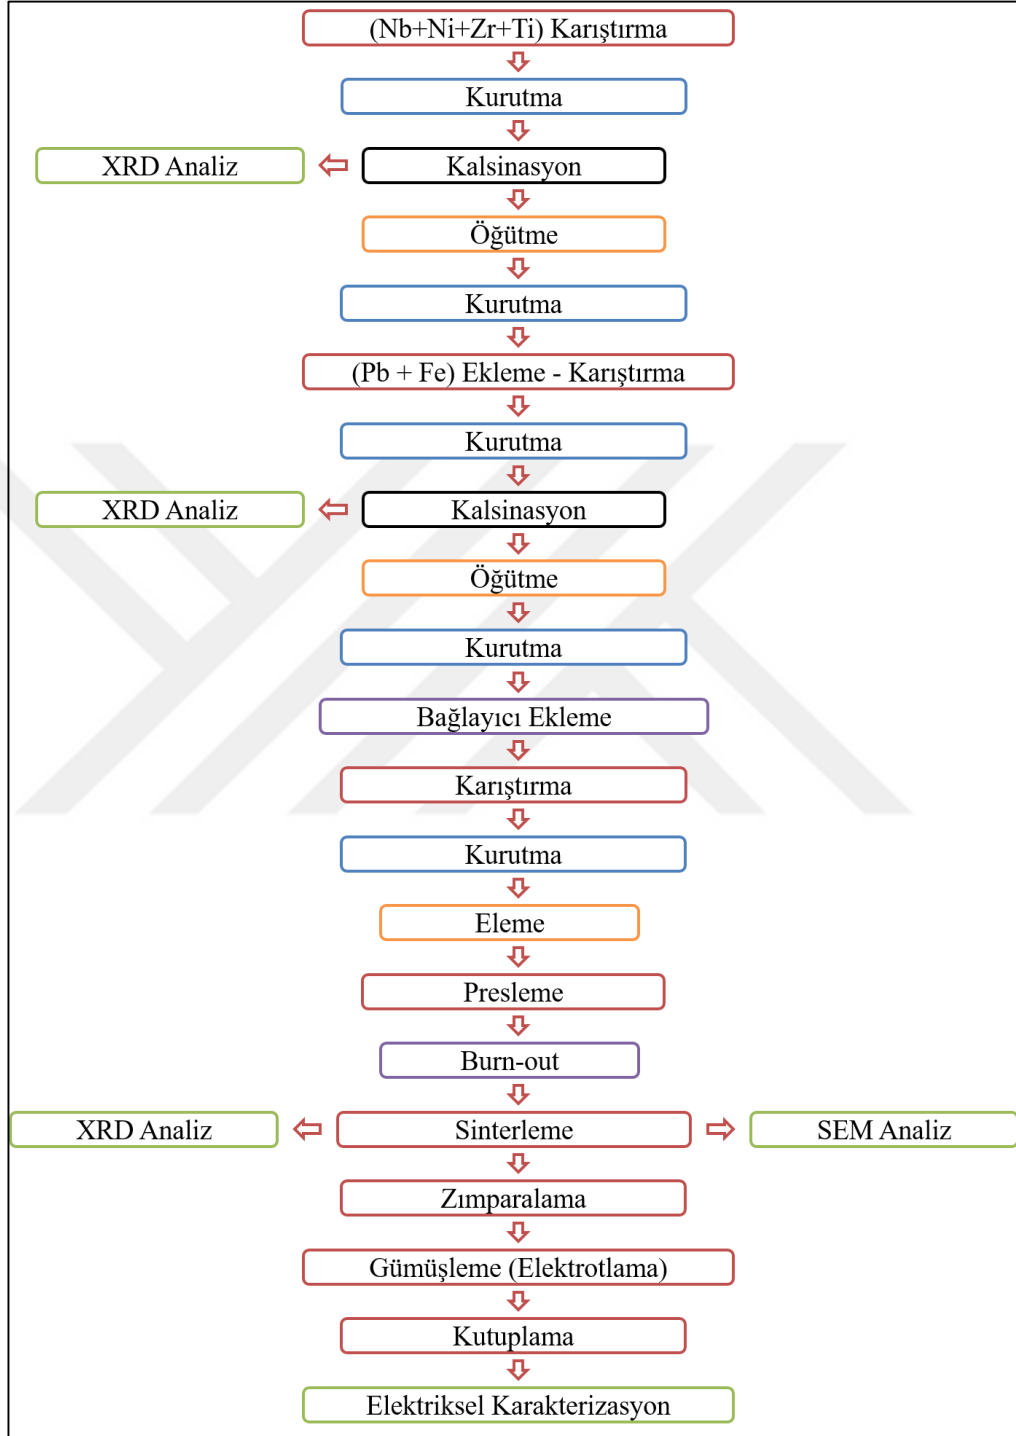 (Nb+Ni+Zr+Ti) Karıştırma
Kurutma
XRD Analiz
Kalsinasyon
Öğütme
Kurutma
(Pb + Fe) Ekleme - Karıştırma
Kurutma
XRD Analiz
Kalsinasyon
Öğütme
Kurutma
Bağlayıcı Ekleme
Karıştırma
Kurutma
Eleme
Presleme
Burn-out
XRD Analiz
Sinterleme
SEM Analiz
Zımparalama
Gümüşleme (Elektrotlama)
Kutuplama
Elektriksel Karakterizasyon